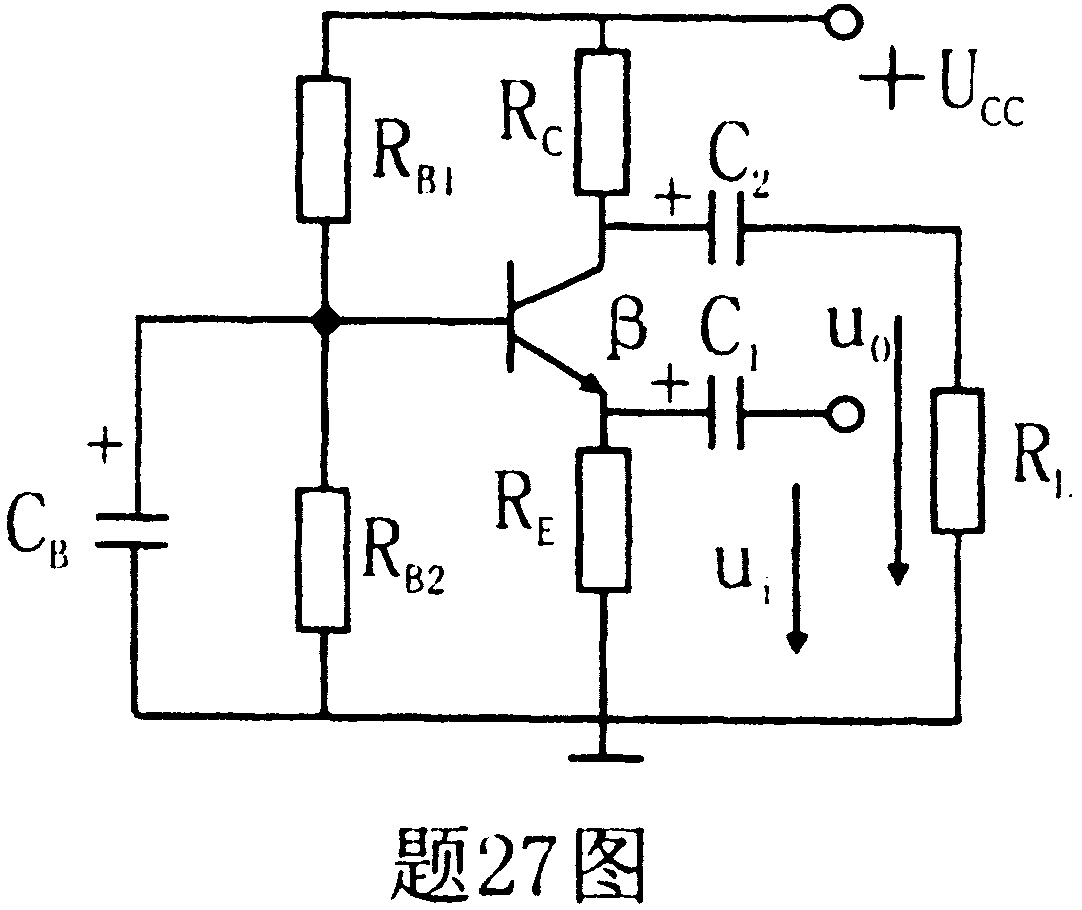 + U_CC
R_C
R_B1
C_2
+
β
C_1
u_0
+
+
C_B
R_B2
R_E
u_i
R_L
题27图